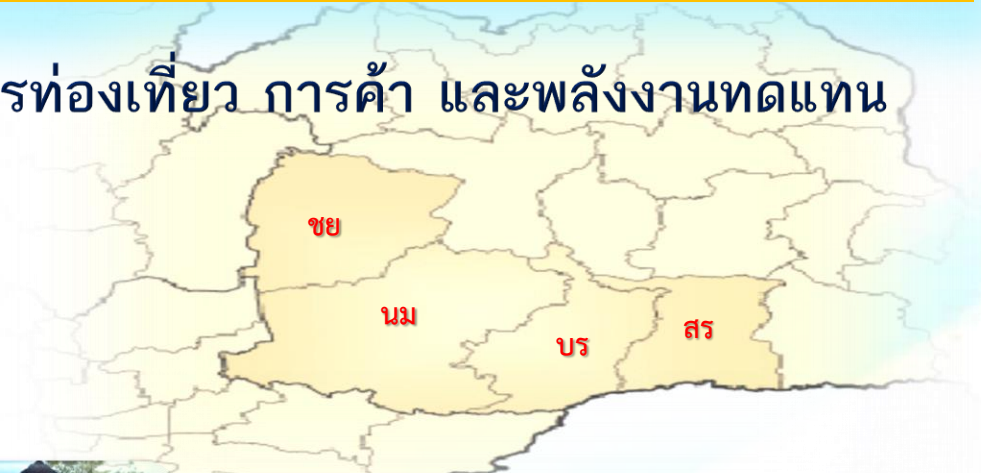 รท่องเที่ยว การค้า และพลังงานทดแทน
ชย
นม
บร
สร